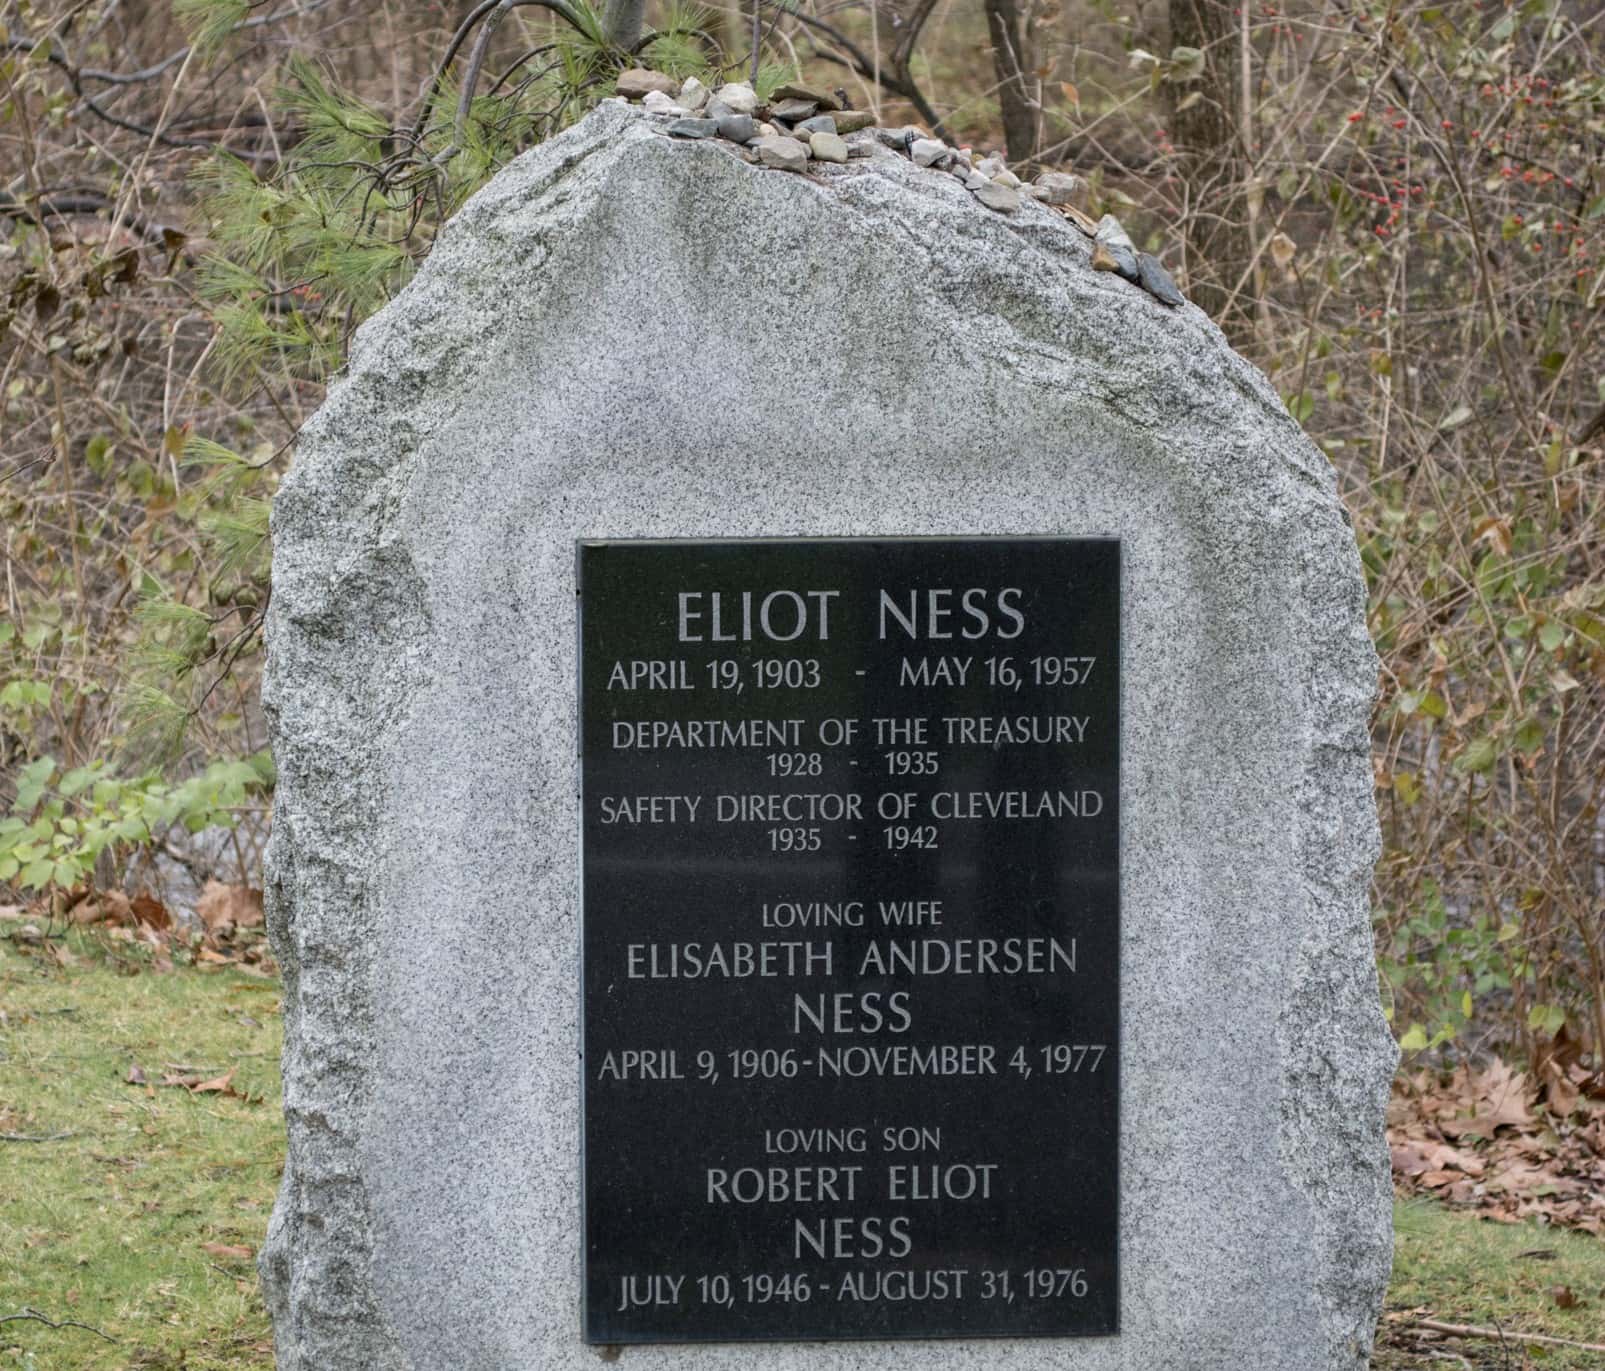 ELIOT NESS
APRIL 19, 1903 - MAY 16, 1957
DEPARTMENT OF THE TREASURY
1928 - 1935
SAFETY DIRECTOR OF CLEVELAND
1935 - 1942
LOVING WIFE
ELISABETH ANDERSEN
NESS
APRIL 9, 1906 - NOVEMBER 4, 1977
LOVING SON
ROBERT ELIOT
NESS
JULY 10, 1946 - AUGUST 31, 1976